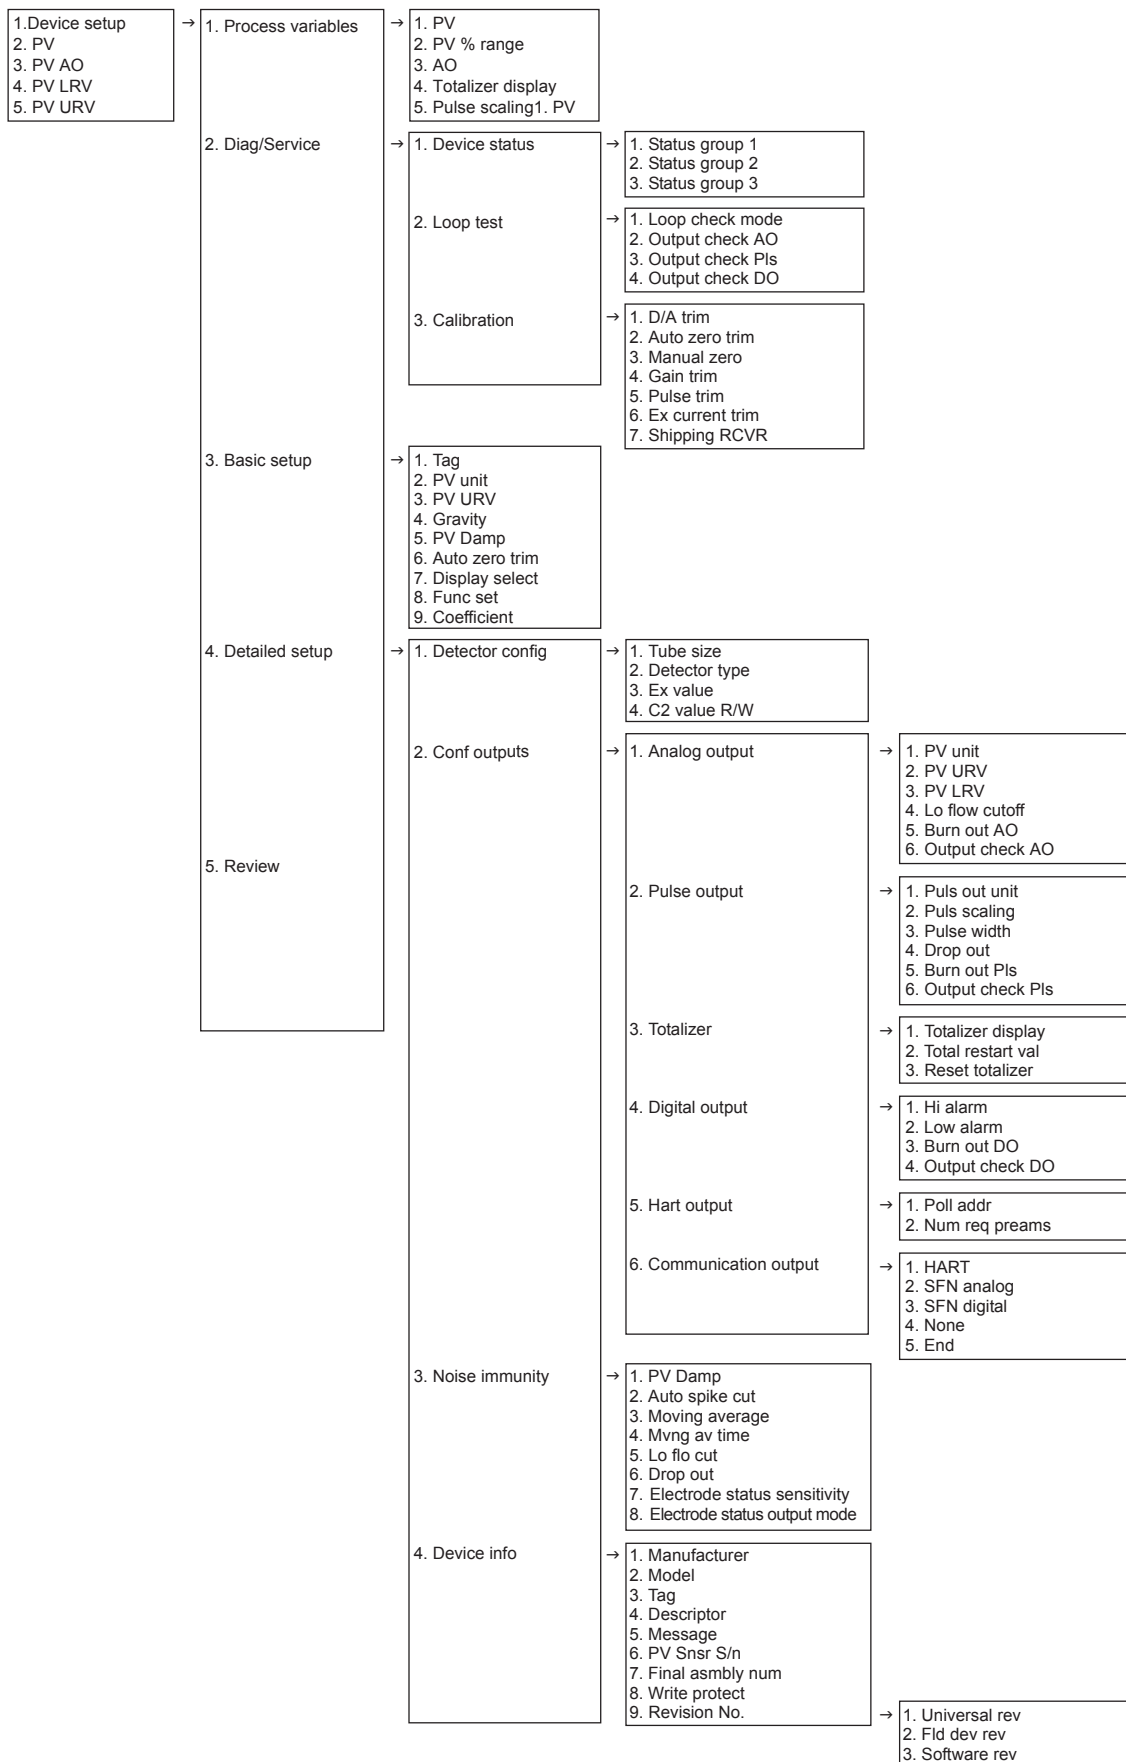 1.Device setup
2. PV
3. PV AO
4. PV LRV
5. PV URV
→
1. Process variables
→
1. PV
2. PV % range
3. AO
4. Totalizer display
5. Pulse scaling1. PV
2. Diag/Service
→
1. Device status
→
1. Status group 1
2. Status group 2
3. Status group 3
2. Loop test
→
1. Loop check mode
2. Output check AO
3. Output check Pls
4. Output check DO
3. Calibration
→
1. D/A trim
2. Auto zero trim
3. Manual zero
4. Gain trim
5. Pulse trim
6. Ex current trim
7. Shipping RCVR
3. Basic setup
→
1. Tag
2. PV unit
3. PV URV
4. Gravity
5. PV Damp
6. Auto zero trim
7. Display select
8. Func set
9. Coefficient
4. Detailed setup
→
1. Detector config
→
1. Tube size
2. Detector type
3. Ex value
4. C2 value R/W
2. Conf outputs
→
1. Analog output
→
1. PV unit
2. PV URV
3. PV LRV
4. Lo flow cutoff
5. Burn out AO
6. Output check AO
5. Review
2. Pulse output
→
1. Puls out unit
2. Puls scaling
3. Pulse width
4. Drop out
5. Burn out Pls
6. Output check Pls
3. Totalizer
→
1. Totalizer display
2. Total restart val
3. Reset totalizer
4. Digital output
→
1. Hi alarm
2. Low alarm
3. Burn out DO
4. Output check DO
5. Hart output
→
1. Poll addr
2. Num req preams
6. Communication output
→
1. HART
2. SFN analog
3. SFN digital
4. None
5. End
3. Noise immunity
→
1. PV Damp
2. Auto spike cut
3. Moving average
4. Mvng av time
5. Lo flo cut
6. Drop out
7. Electrode status sensitivity
8. Electrode status output mode
4. Device info
→
1. Manufacturer
2. Model
3. Tag
4. Descriptor
5. Message
6. PV Snsr S/n
7. Final asmbly num
8. Write protect
9. Revision No.
→
1. Universal rev
2. Fld dev rev
3. Software rev